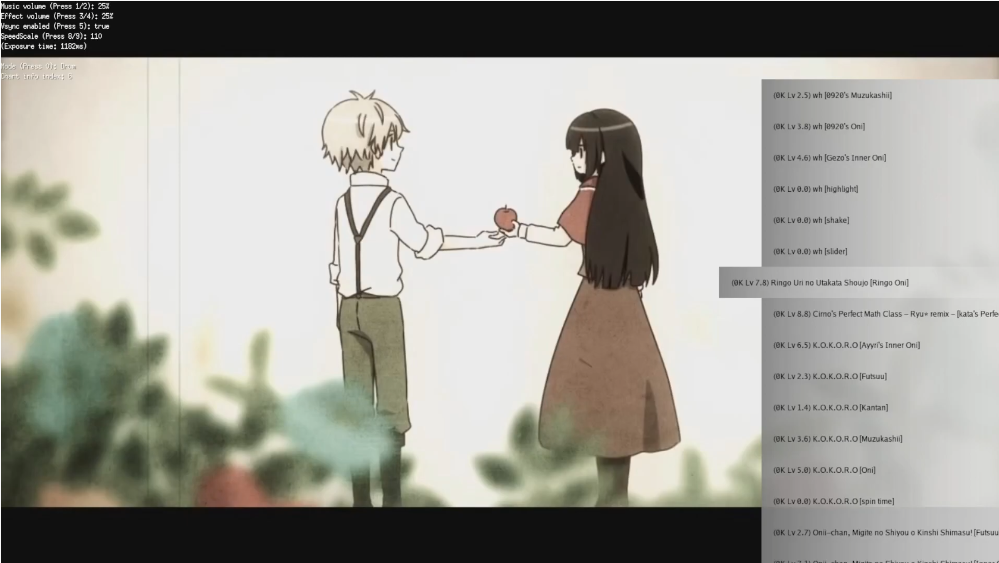 Music volume (Press 1/2): 25%
Effect volume (Press 3/4): 25%
Vsync enabled (Press 5): true
SpeedScale (Press 8/9): 110
(Exposure time: 1182ms)
Mode (Press 0): Drum
Chart info index: 6
(0K Lv 2.5) wh [0920's Muzukashii]
(0K Lv 3.8) wh [0920's Oni]
(0K Lv 4.6) wh [Gezo's Inner Oni]
(0K Lv 0.0) wh [highlight]
(0K Lv 0.0) wh [shake]
(0K Lv 0.0) wh [slider]
(0K Lv 7.8) Ringo Uri no Utakata Shoujo [Ringo Oni]
(0K Lv 8.8) Cirno's Perfect Math Class – Ryu* remix – [kata's Perfe
(0K Lv 6.5) K.O.K.O.R.O [Ayyri's Inner Oni]
(0K Lv 2.3) K.O.K.O.R.O [Futsuu]
(0K Lv 1.4) K.O.K.O.R.O [Kantan]
(0K Lv 3.6) K.O.K.O.R.O [Muzukashii]
(0K Lv 5.0) K.O.K.O.R.O [Oni]
(0K Lv 0.0) K.O.K.O.R.O [spin time]
(0K Lv 2.7) Onii–chan, Migite no Shiyou o Kinshi Shimasu! [Futsuu